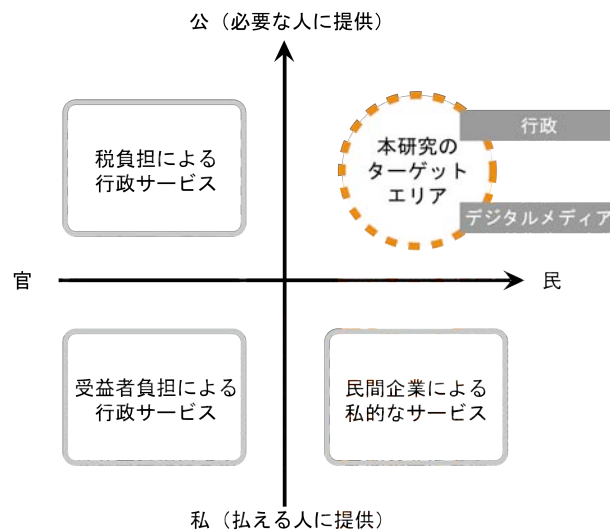 公（必要な人に提供）
税負担による
行政サービス
本研究の
ターゲット
エリア
行政
デジタルメディア
官
民
受益者負担による
行政サービス
民間企業による
私的なサービス
私（払える人に提供）